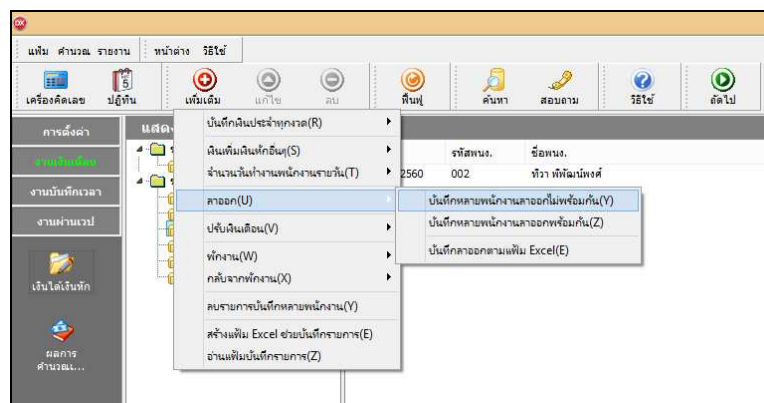 แฟ้ม คำนวณ รายงาน หน้าต่าง วิธีใช้
เครื่องคิดเลข ปฏิทิน เพิ่มเติม แก้ไข ลบ ฟื้นฟู ค้นหา สอบถาม วิธีใช้ ถัดไป
การตั้งค่า
งานเงินเดือน
งานบันทึกเวลา
งานผ่านเวป
เงินได้เงินหัก
ผลการ
คำนวณ...
บันทึกเงินประจำทุกงวด(R)
เงินเพิ่มเงินหักอื่นๆ(S)
จำนวนวันทำงานพนักงานรายวัน(T)
ลาออก(U)
ปรับเงินเดือน(V)
พักงาน(W)
กลับจากพักงาน(X)
ลบรายการบันทึกหลายพนักงาน(Y)
สร้างแฟ้ม Excel ช่วยบันทึกรายการ(E)
อ่านแฟ้มบันทึกรายการ(Z)
รหัสพนง. ชื่อพนง.
2560 002 ทิวา พิพัฒน์พงศ์
บันทึกหลายพนักงานลาออกไม่พร้อมกัน(Y)
บันทึกหลายพนักงานลาออกพร้อมกัน(Z)
บันทึกลาออกตามแฟ้ม Excel(E)